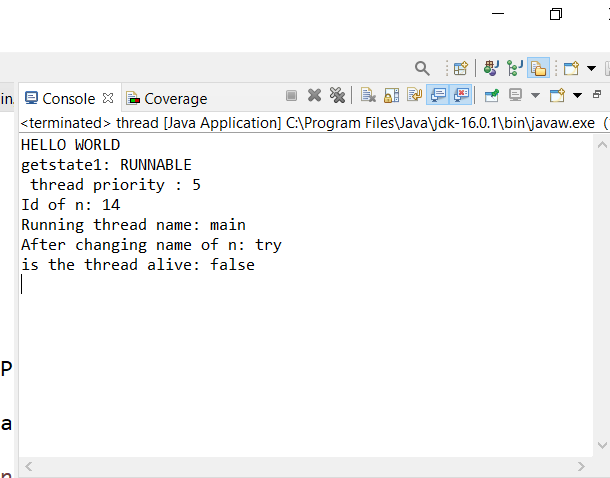 in
Console
Coverage
<terminated> thread [Java Application] C:\Program Files\Java\jdk-16.0.1\bin\javaw.exe (
HELLO WORLD
getstate1: RUNNABLE
thread priority : 5
Id of n: 14
Running thread name: main
After changing name of n: try
is the thread alive: false
P
a
n